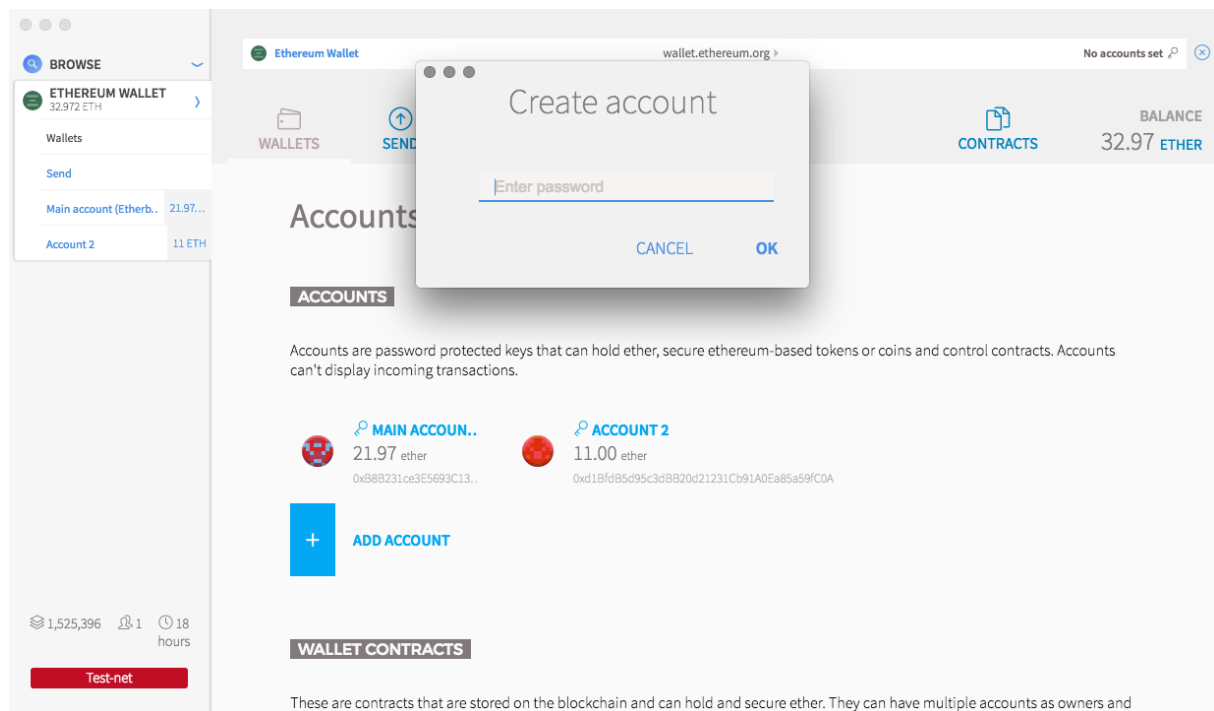 BROWSE
ETHEREUM WALLET
32.972 ETH
Wallets
Send
Main account (Etherb.. 21.97...
Account 2 11 ETH
1,525,396 1 18
hours
Test-net
Ethereum Wallet wallet.ethereum.org No accounts set
WALLETS SEND CONTRACTS BALANCE
32.97 ETHER
Create account
Enter password
CANCEL OK
Accounts
ACCOUNTS
Accounts are password protected keys that can hold ether, secure ethereum-based tokens or coins and control contracts. Accounts
can't display incoming transactions.
MAIN ACCOUN.. ACCOUNT 2
21.97 ether 11.00 ether
0xB8B231ce3E5693C13.. 0xd1BfdB5d95c3dBB20d21231Cb91A0Ea85a59fC0A
+ ADD ACCOUNT
WALLET CONTRACTS
These are contracts that are stored on the blockchain and can hold and secure ether. They can have multiple accounts as owners and